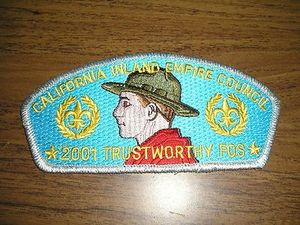 CALIFORNIA INLAND EMPIRE COUNCIL
2001 TRUSTWORTHY FOS